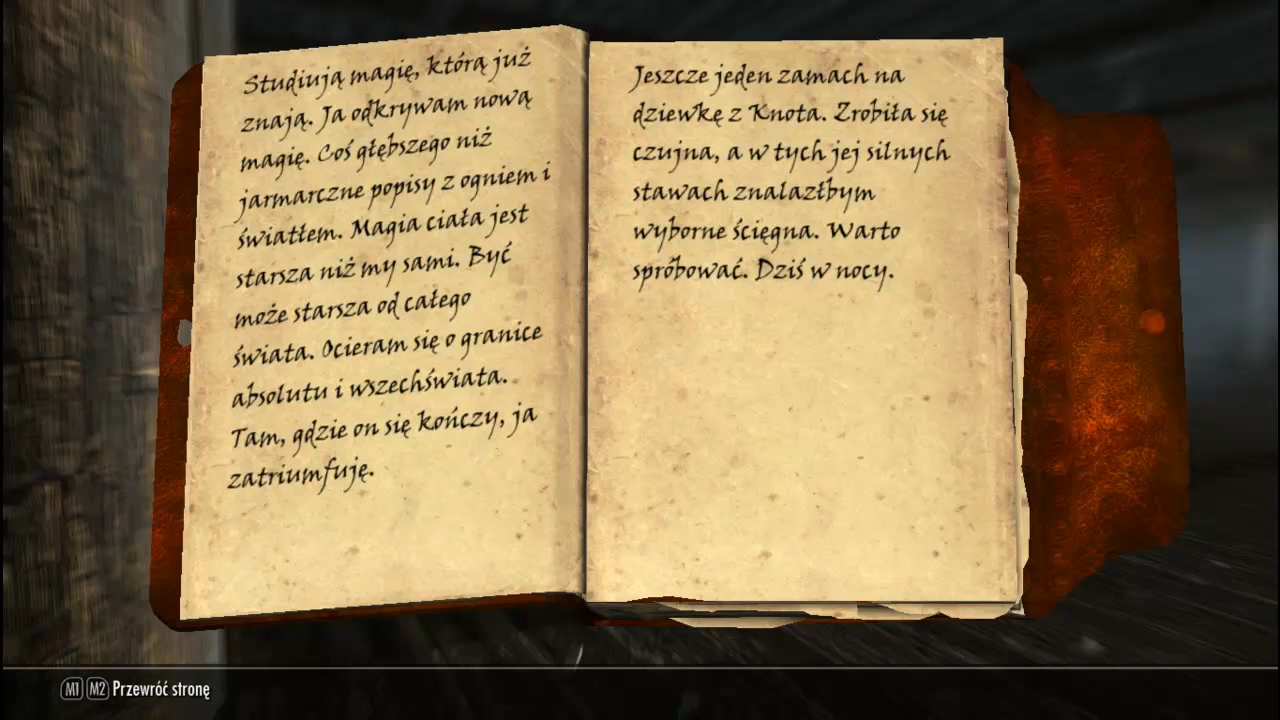 Studiują magię, którą już
znają. Ja odkrywam nową
magię. Coś głębszego niż
jarmarczne popisy z ogniem i
światłem. Magia ciała jest
starsza niż my sami. Być
może starsza od całego
świata. Ocieram się o granice
absolutu i wszechświata.
Tam, gdzie on się kończy, ja
zatriumfuję.
Jeszcze jeden zamach na
dziewkę z Knota. Zrobiła się
czujna, a w tych jej silnych
stawach znalazłbym
wyborne ścięgna. Warto
spróbować. Dziś w nocy.
M1 M2 Przewróć stronę